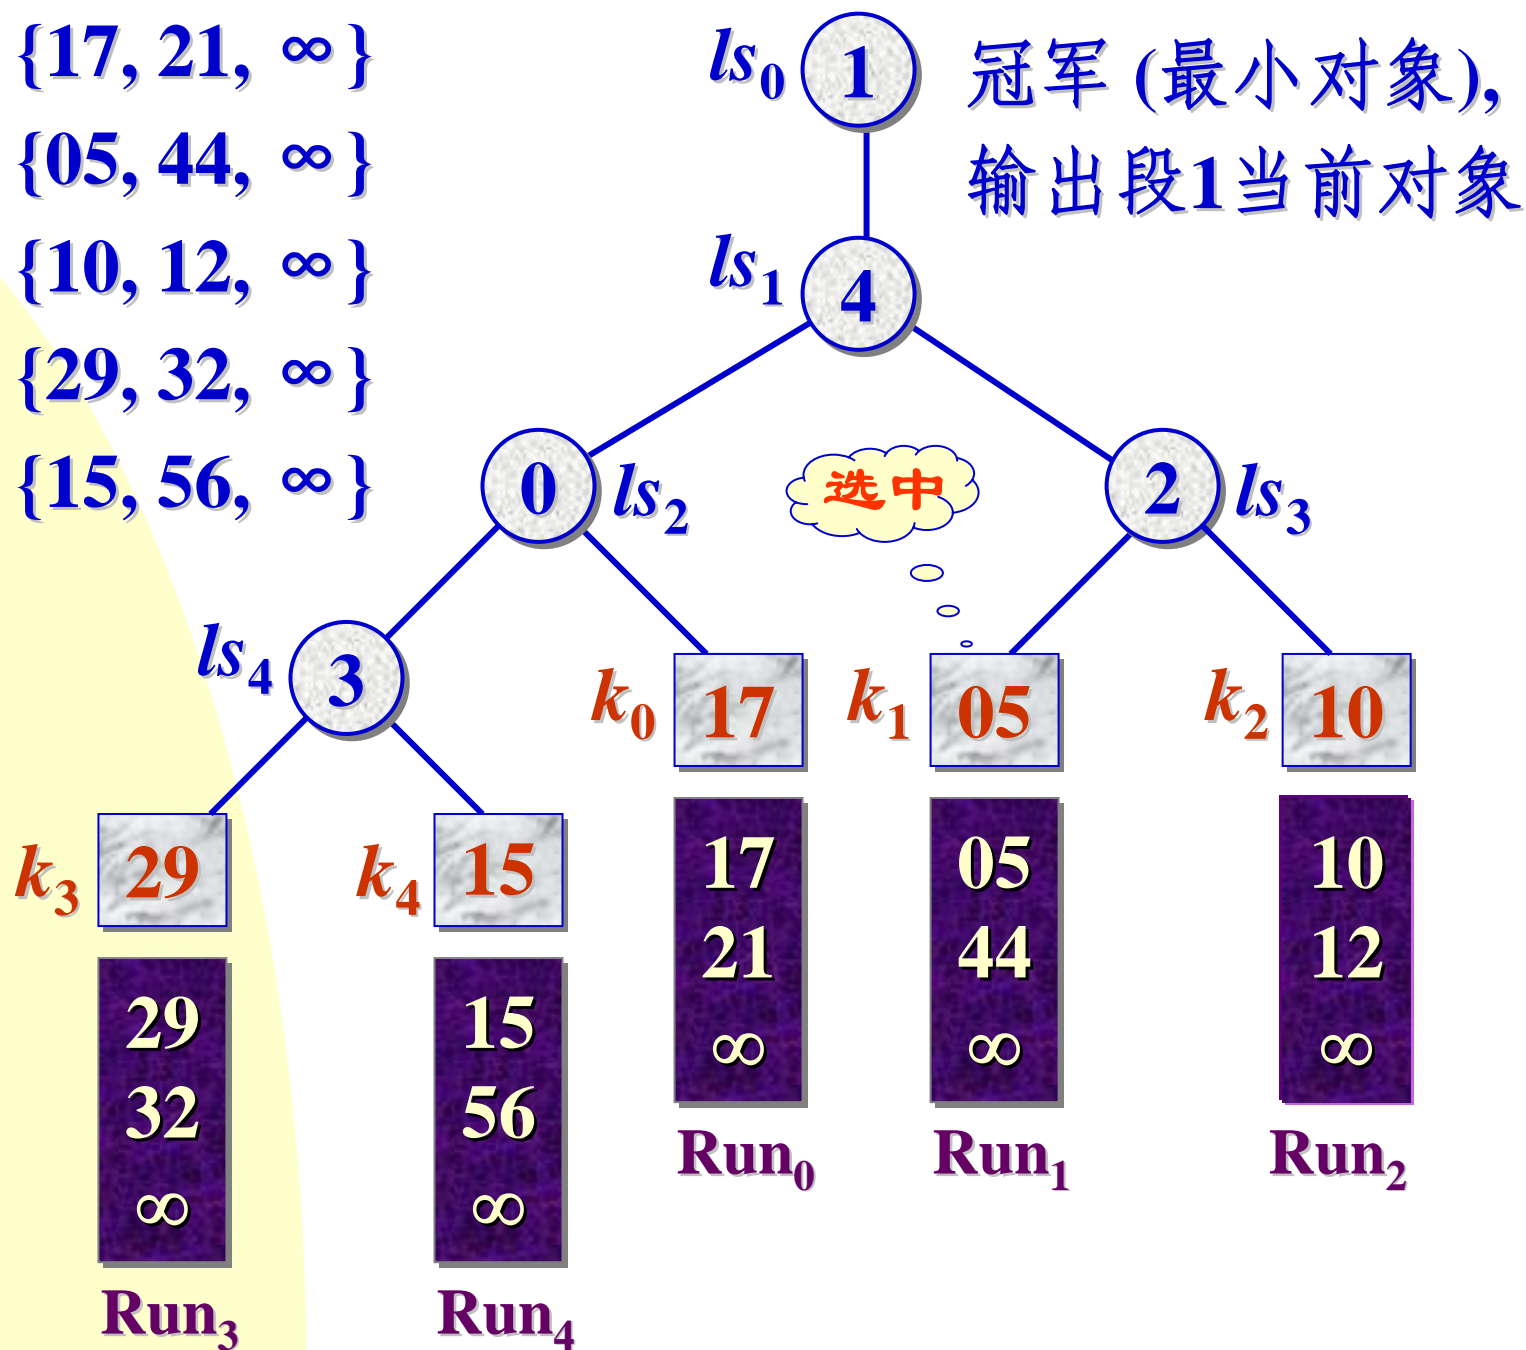 {17, 21, ∞}
{05, 44, ∞}
{10, 12, ∞}
{29, 32, ∞}
{15, 56, ∞}
ls₀ 1
冠军 (最小对象),
输出段1当前对象
ls₁ 4
0 ls₂
选中
2 ls₃
ls₄ 3
k₀ 17
k₁ 05
k₂ 10
k₃ 29
k₄ 15
17
21
∞
Run₀
05
44
∞
Run₁
10
12
∞
Run₂
29
32
∞
Run₃
15
56
∞
Run₄